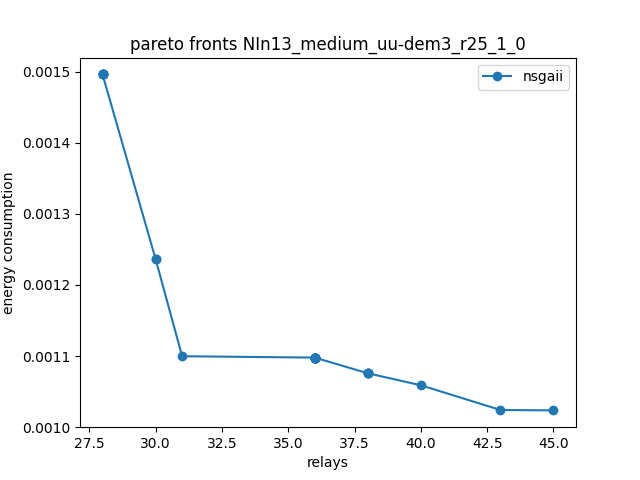 pareto fronts NIn13_medium_uu-dem3_r25_1_0
nsgaii
0.0015
0.0014
0.0013
0.0012
0.0011
0.0010
energy consumption
27.5 30.0 32.5 35.0 37.5 40.0 42.5 45.0
relays